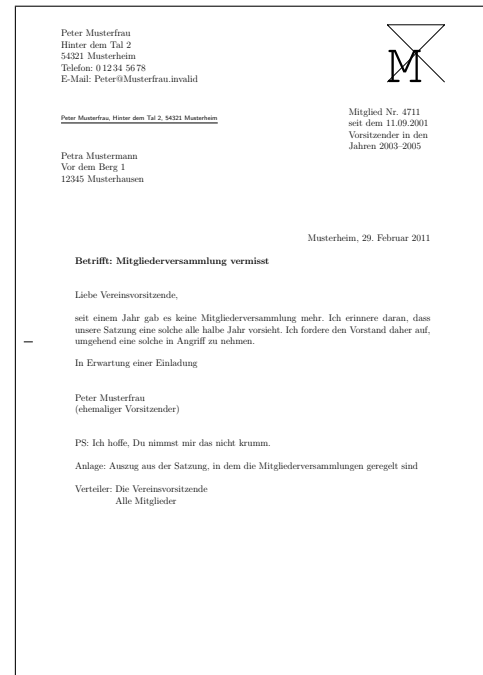 Peter Musterfrau
Hinter dem Tal 2
54321 Musterheim
Telefon: 0 12 34 56 78
E-Mail: Peter@Musterfrau.invalid
M
Peter Musterfrau, Hinter dem Tal 2, 54321 Musterheim
Mitglied Nr. 4711
seit dem 11.09.2001
Vorsitzender in den
Jahren 2003–2005
Petra Mustermann
Vor dem Berg 1
12345 Musterhausen
Musterheim, 29. Februar 2011
Betrifft: Mitgliederversammlung vermisst
Liebe Vereinsvorsitzende,
seit einem Jahr gab es keine Mitgliederversammlung mehr. Ich erinnere daran, dass
unsere Satzung eine solche alle halbe Jahr vorsieht. Ich fordere den Vorstand daher auf,
umgehend eine solche in Angriff zu nehmen.
In Erwartung einer Einladung
Peter Musterfrau
(ehemaliger Vorsitzender)
PS: Ich hoffe, Du nimmst mir das nicht krumm.
Anlage: Auszug aus der Satzung, in dem die Mitgliederversammlungen geregelt sind
Verteiler: Die Vereinsvorsitzende
Alle Mitglieder